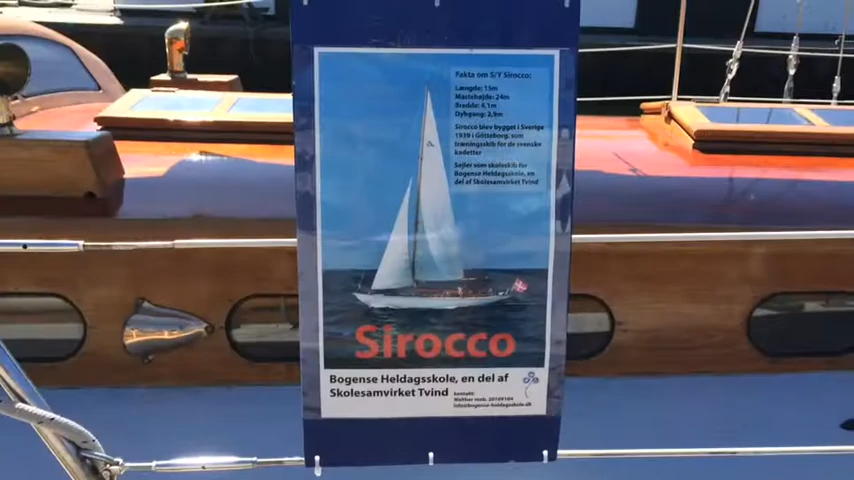 Fakta om S/Y Sirocco:
Længde: 15m
Mastehøjde: 24m
Bredde: 4,1m
Dybgang: 2,9m
Sirocco blev bygget i Sverige
1939 (Göteborg) som
træningsskib for de svenske
kadetter
Sejler som skoleskib for
Bogense Heldagsskole, en
del af Skolesamvirket Tvind
Sirocco
Bogense Heldagsskole, en del af
Skolesamvirket Tvind
kontakt: